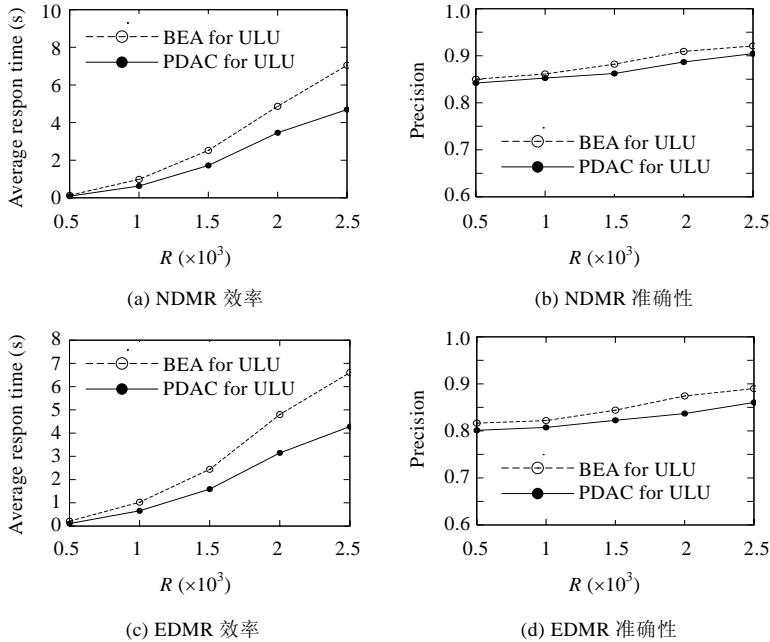 Average respon time (s)
10
8
6
4
2
0
BEA for ULU
PDAC for ULU
0.5 1 1.5 2 2.5
R (×10³)
(a) NDMR 效率
Precision
1.0
0.9
0.8
0.7
0.6
BEA for ULU
PDAC for ULU
0.5 1 1.5 2 2.5
R (×10³)
(b) NDMR 准确性
Average respon time (s)
8
7
6
5
4
3
2
1
0
BEA for ULU
PDAC for ULU
0.5 1 1.5 2 2.5
R (×10³)
(c) EDMR 效率
Precision
1.0
0.9
0.8
0.7
0.6
BEA for ULU
PDAC for ULU
0.5 1 1.5 2 2.5
R (×10³)
(d) EDMR 准确性